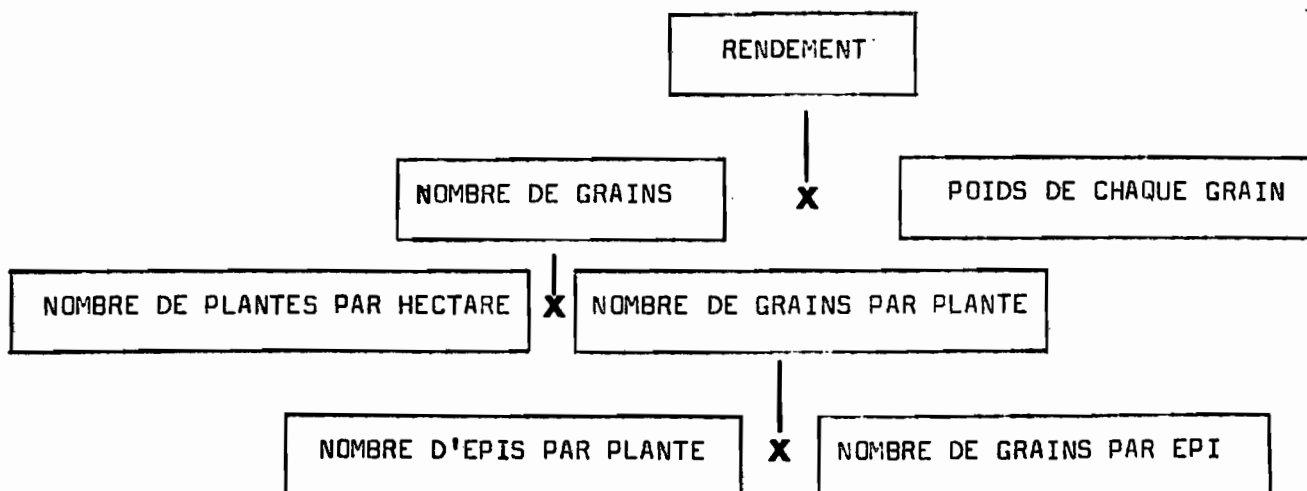 RENDEMENT
NOMBRE DE GRAINS X POIDS DE CHAQUE GRAIN
NOMBRE DE PLANTES PAR HECTARE X NOMBRE DE GRAINS PAR PLANTE
NOMBRE D'EPIS PAR PLANTE X NOMBRE DE GRAINS PAR EPI